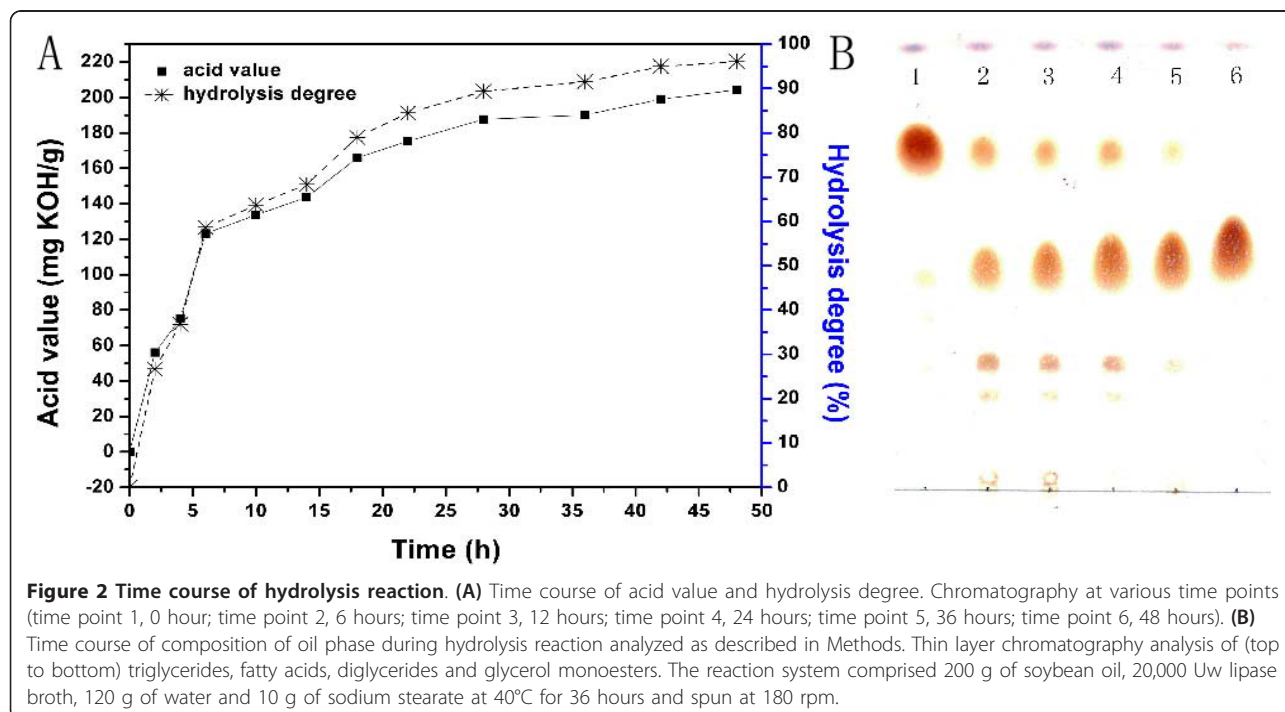 A
acid value
hydrolysis degree
Acid value (mg KOH/g)
220
200
180
160
140
120
100
80
60
40
20
0
-20
0 5 10 15 20 25 30 35 40 45 50
Time (h)
100
90
80
70
60
50
40
30
20
10
0
Hydrolysis degree (%)
B
1 2 3 4 5 6
Figure 2 Time course of hydrolysis reaction. (A) Time course of acid value and hydrolysis degree. Chromatography at various time points
(time point 1, 0 hour; time point 2, 6 hours; time point 3, 12 hours; time point 4, 24 hours; time point 5, 36 hours; time point 6, 48 hours). (B)
Time course of composition of oil phase during hydrolysis reaction analyzed as described in Methods. Thin layer chromatography analysis of (top
to bottom) triglycerides, fatty acids, diglycerides and glycerol monoesters. The reaction system comprised 200 g of soybean oil, 20,000 Uw lipase
broth, 120 g of water and 10 g of sodium stearate at 40°C for 36 hours and spun at 180 rpm.